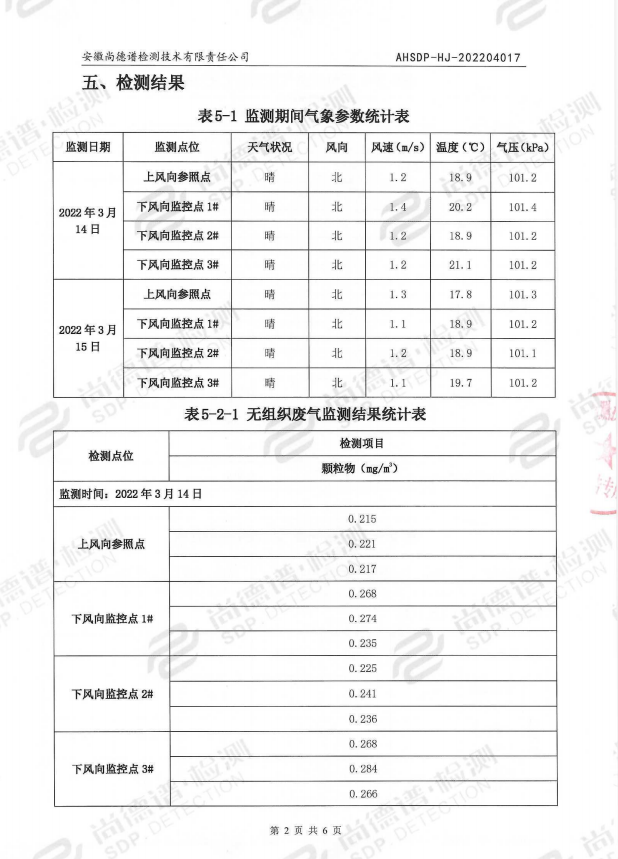 安徽尚德谱检测技术有限责任公司 AHSDP-HJ-202204017
五、检测结果
表5-1 监测期间气象参数统计表
监测日期 监测点位 天气状况 风向 风速(m/s) 温度(℃) 气压(kPa)
2022年3月14日
上风向参照点 晴 北 1.2 18.9 101.2
下风向监控点1# 晴 北 1.4 20.2 101.4
下风向监控点2# 晴 北 1.2 18.9 101.2
下风向监控点3# 晴 北 1.2 21.1 101.2
2022年3月15日
上风向参照点 晴 北 1.3 17.8 101.3
下风向监控点1# 晴 北 1.1 18.9 101.2
下风向监控点2# 晴 北 1.2 18.9 101.1
下风向监控点3# 晴 北 1.1 19.7 101.2
表5-2-1 无组织废气监测结果统计表
检测点位 检测项目
颗粒物(mg/m³)
监测时间：2022年3月14日
上风向参照点
0.215
0.221
0.217
下风向监控点1#
0.268
0.274
0.235
下风向监控点2#
0.225
0.241
0.236
下风向监控点3#
0.268
0.284
0.266
第 2 页 共 6 页
尚德谱·检测
SDP. DETECTION